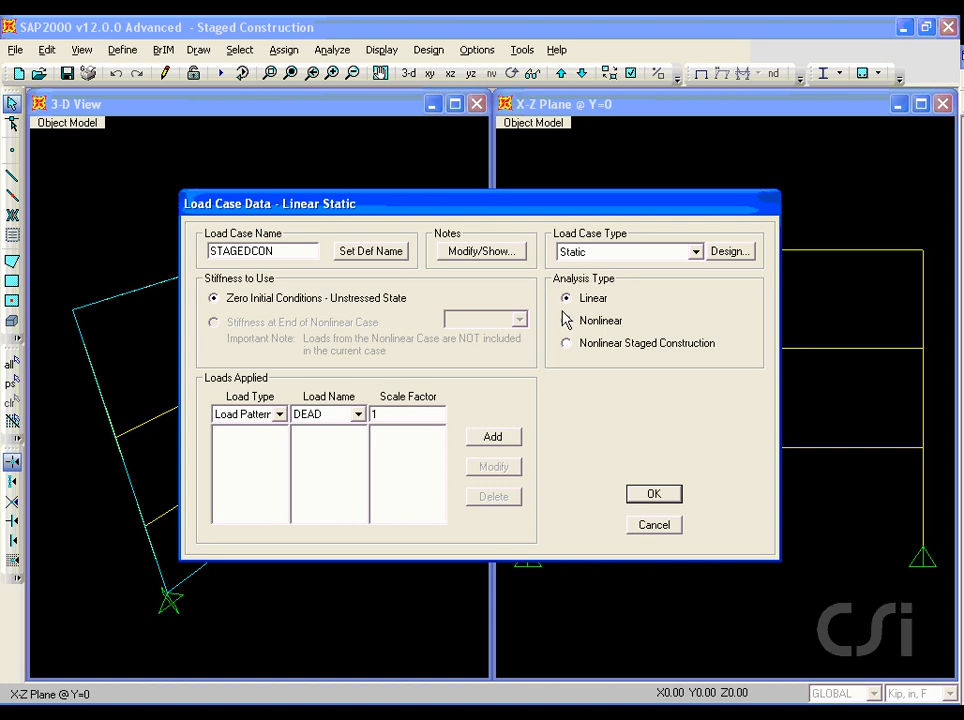 SAP2000 v12.0.0 Advanced - Staged Construction
File Edit View Define BrIM Draw Select Assign Analyze Display Design Options Tools Help
3-d xy xz yz nv nd
3-D View
X-Z Plane @ Y=0
Object Model
Object Model
all
ps
clr
Load Case Data - Linear Static
Load Case Name
STAGEDCON
Set Def Name
Notes
Modify/Show...
Load Case Type
Static
Design...
Stiffness to Use
Zero Initial Conditions - Unstressed State
Stiffness at End of Nonlinear Case
Important Note: Loads from the Nonlinear Case are NOT included
in the current case
Analysis Type
Linear
Nonlinear
Nonlinear Staged Construction
Loads Applied
Load Type Load Name Scale Factor
Load Pattern DEAD 1
Add
Modify
Delete
OK
Cancel
CSi
X-Z Plane @ Y=0
X0.00 Y0.00 Z0.00
GLOBAL
Kip, in, F